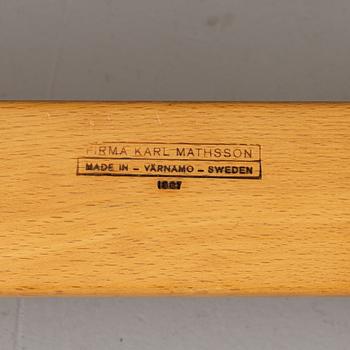 FIRMA KARL MATHSSON
MADE IN – VÄRNAMO – SWEDEN